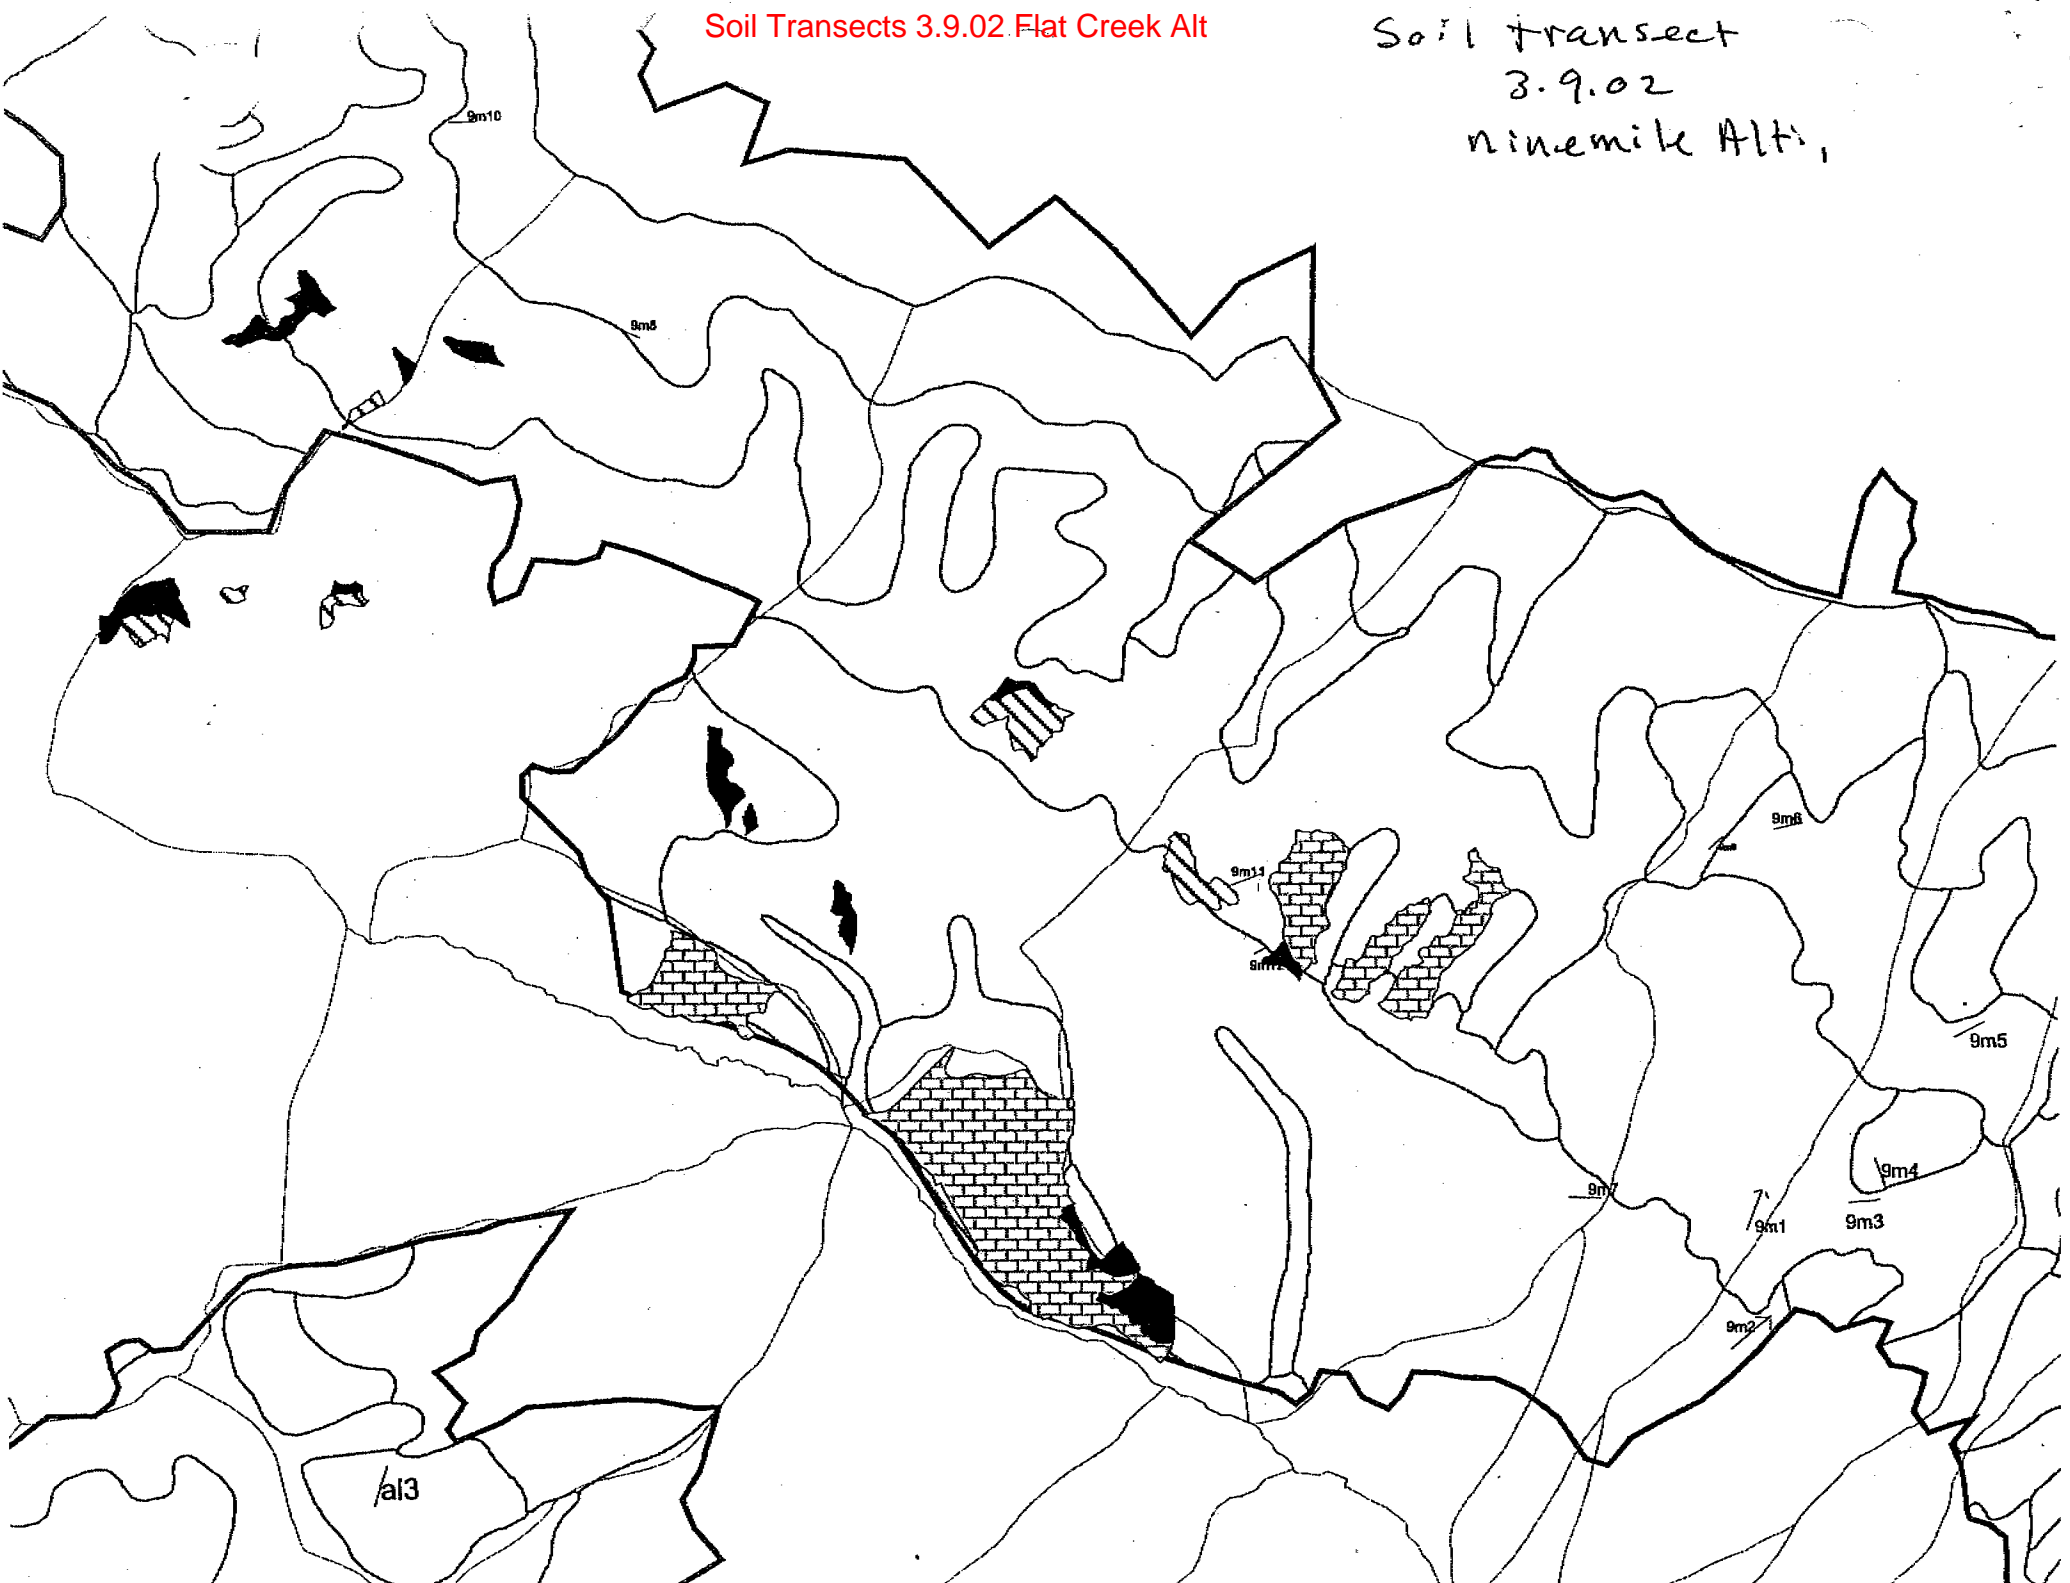 Soil Transects 3.9.02 Flat Creek Alt
Soil transect
3.9.02
ninemile Alt.
9m10
9m8
9m6
9m11
9m12
9m5
9m4
9m7
9m1
9m3
9m2
al3